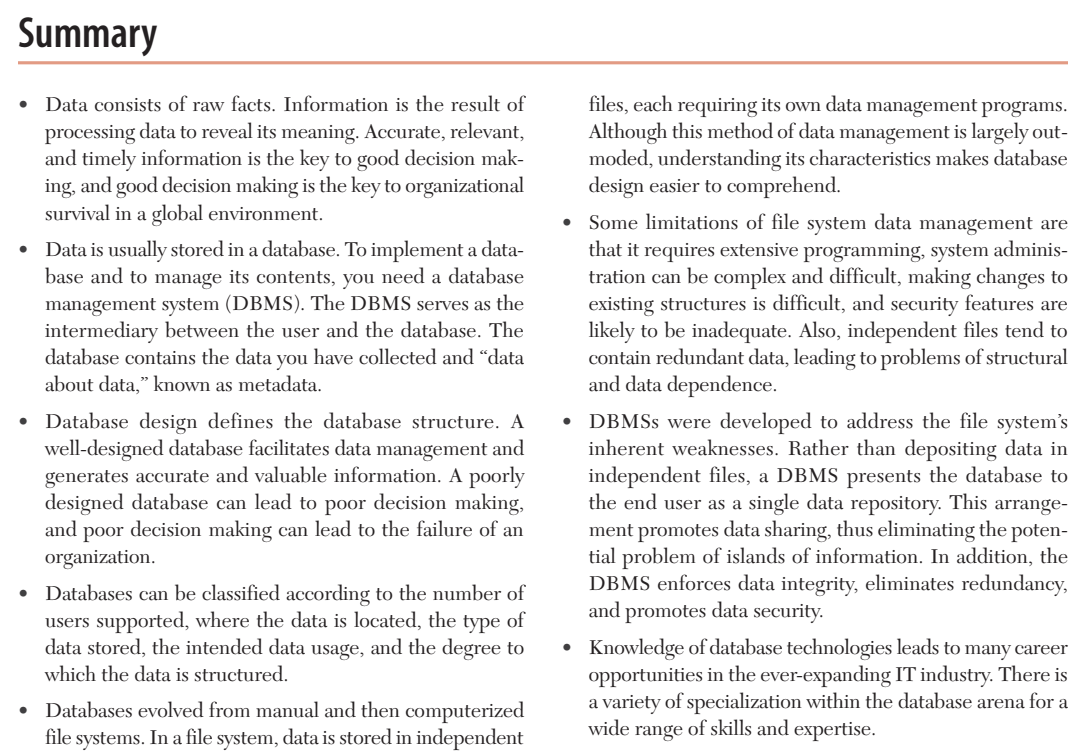 Summary
• Data consists of raw facts. Information is the result of
processing data to reveal its meaning. Accurate, relevant,
and timely information is the key to good decision mak-
ing, and good decision making is the key to organizational
survival in a global environment.
• Data is usually stored in a database. To implement a data-
base and to manage its contents, you need a database
management system (DBMS). The DBMS serves as the
intermediary between the user and the database. The
database contains the data you have collected and “data
about data,” known as metadata.
• Database design defines the database structure. A
well-designed database facilitates data management and
generates accurate and valuable information. A poorly
designed database can lead to poor decision making,
and poor decision making can lead to the failure of an
organization.
• Databases can be classified according to the number of
users supported, where the data is located, the type of
data stored, the intended data usage, and the degree to
which the data is structured.
• Databases evolved from manual and then computerized
file systems. In a file system, data is stored in independent
files, each requiring its own data management programs.
Although this method of data management is largely out-
moded, understanding its characteristics makes database
design easier to comprehend.
• Some limitations of file system data management are
that it requires extensive programming, system adminis-
tration can be complex and difficult, making changes to
existing structures is difficult, and security features are
likely to be inadequate. Also, independent files tend to
contain redundant data, leading to problems of structural
and data dependence.
• DBMSs were developed to address the file system’s
inherent weaknesses. Rather than depositing data in
independent files, a DBMS presents the database to
the end user as a single data repository. This arrange-
ment promotes data sharing, thus eliminating the poten-
tial problem of islands of information. In addition, the
DBMS enforces data integrity, eliminates redundancy,
and promotes data security.
• Knowledge of database technologies leads to many career
opportunities in the ever-expanding IT industry. There is
a variety of specialization within the database arena for a
wide range of skills and expertise.